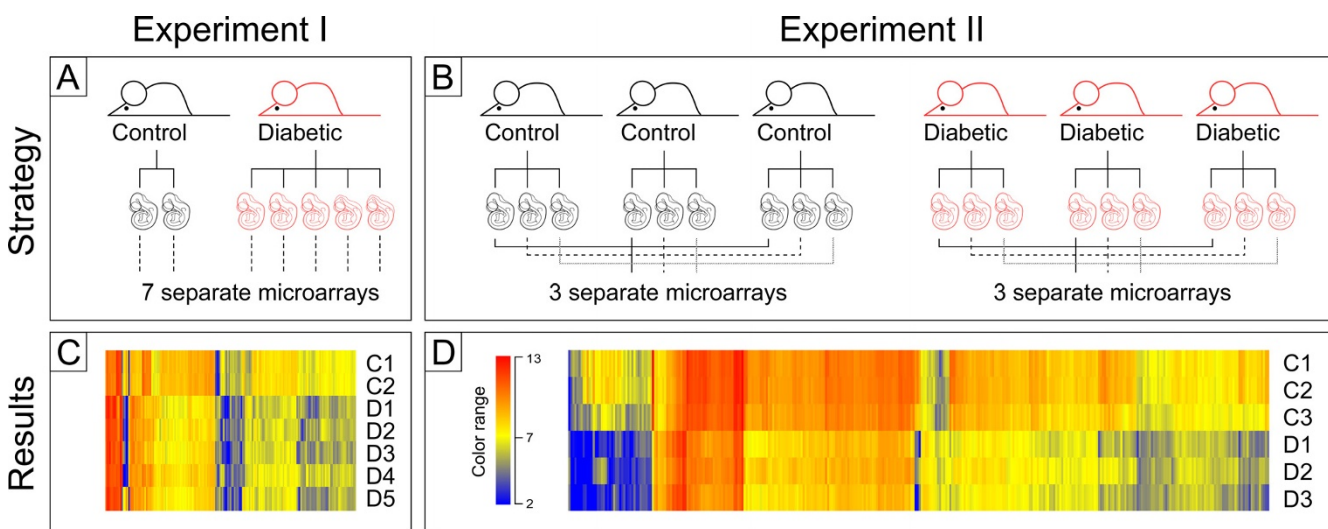 Experiment I
Experiment II
Strategy
A
Control
Diabetic
7 separate microarrays
B
Control
Control
Control
Diabetic
Diabetic
Diabetic
3 separate microarrays
3 separate microarrays
Results
C
C1
C2
D1
D2
D3
D4
D5
D
Color range
13
7
2
C1
C2
C3
D1
D2
D3